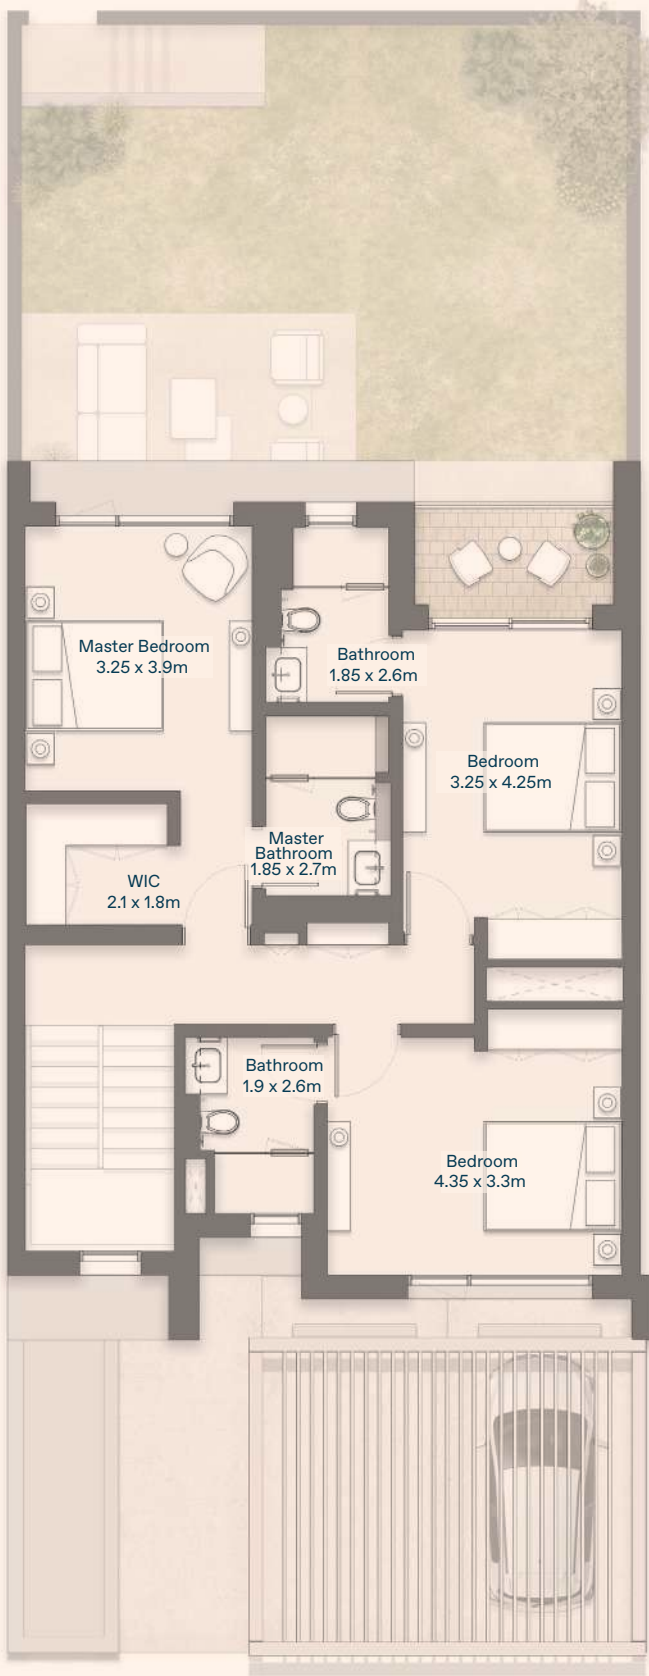 Master Bedroom
3.25 x 3.9m
Bathroom
1.85 x 2.6m
Bedroom
3.25 x 4.25m
Master
Bathroom
1.85 x 2.7m
WIC
2.1 x 1.8m
Bathroom
1.9 x 2.6m
Bedroom
4.35 x 3.3m